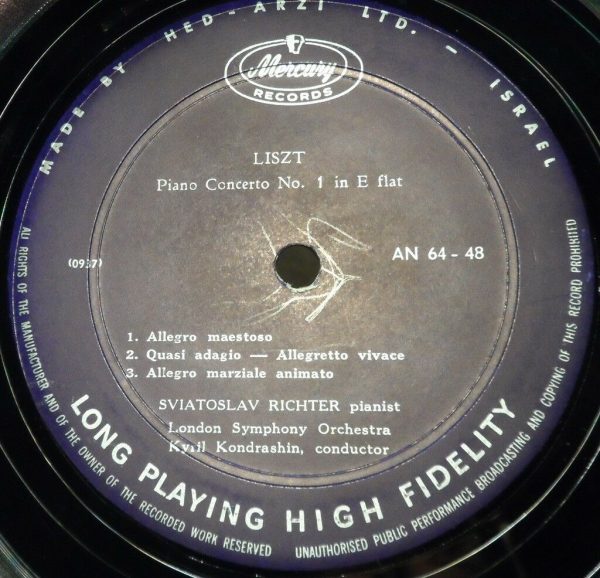 MADE BY HED-ARZI LTD. - ISRAEL
Mercury
RECORDS
LISZT
Piano Concerto No. 1 in E flat
(0937)
AN 64 - 48
1. Allegro maestoso
2. Quasi adagio — Allegretto vivace
3. Allegro marziale animato
SVIATOSLAV RICHTER pianist
London Symphony Orchestra
Kyril Kondrashin, conductor
LONG PLAYING HIGH FIDELITY
ALL RIGHTS OF THE MANUFACTURER AND OF THE OWNER OF THE RECORDED WORK RESERVED
UNAUTHORISED PUBLIC PERFORMANCE BROADCASTING AND COPYING OF THIS RECORD PROHIBITED